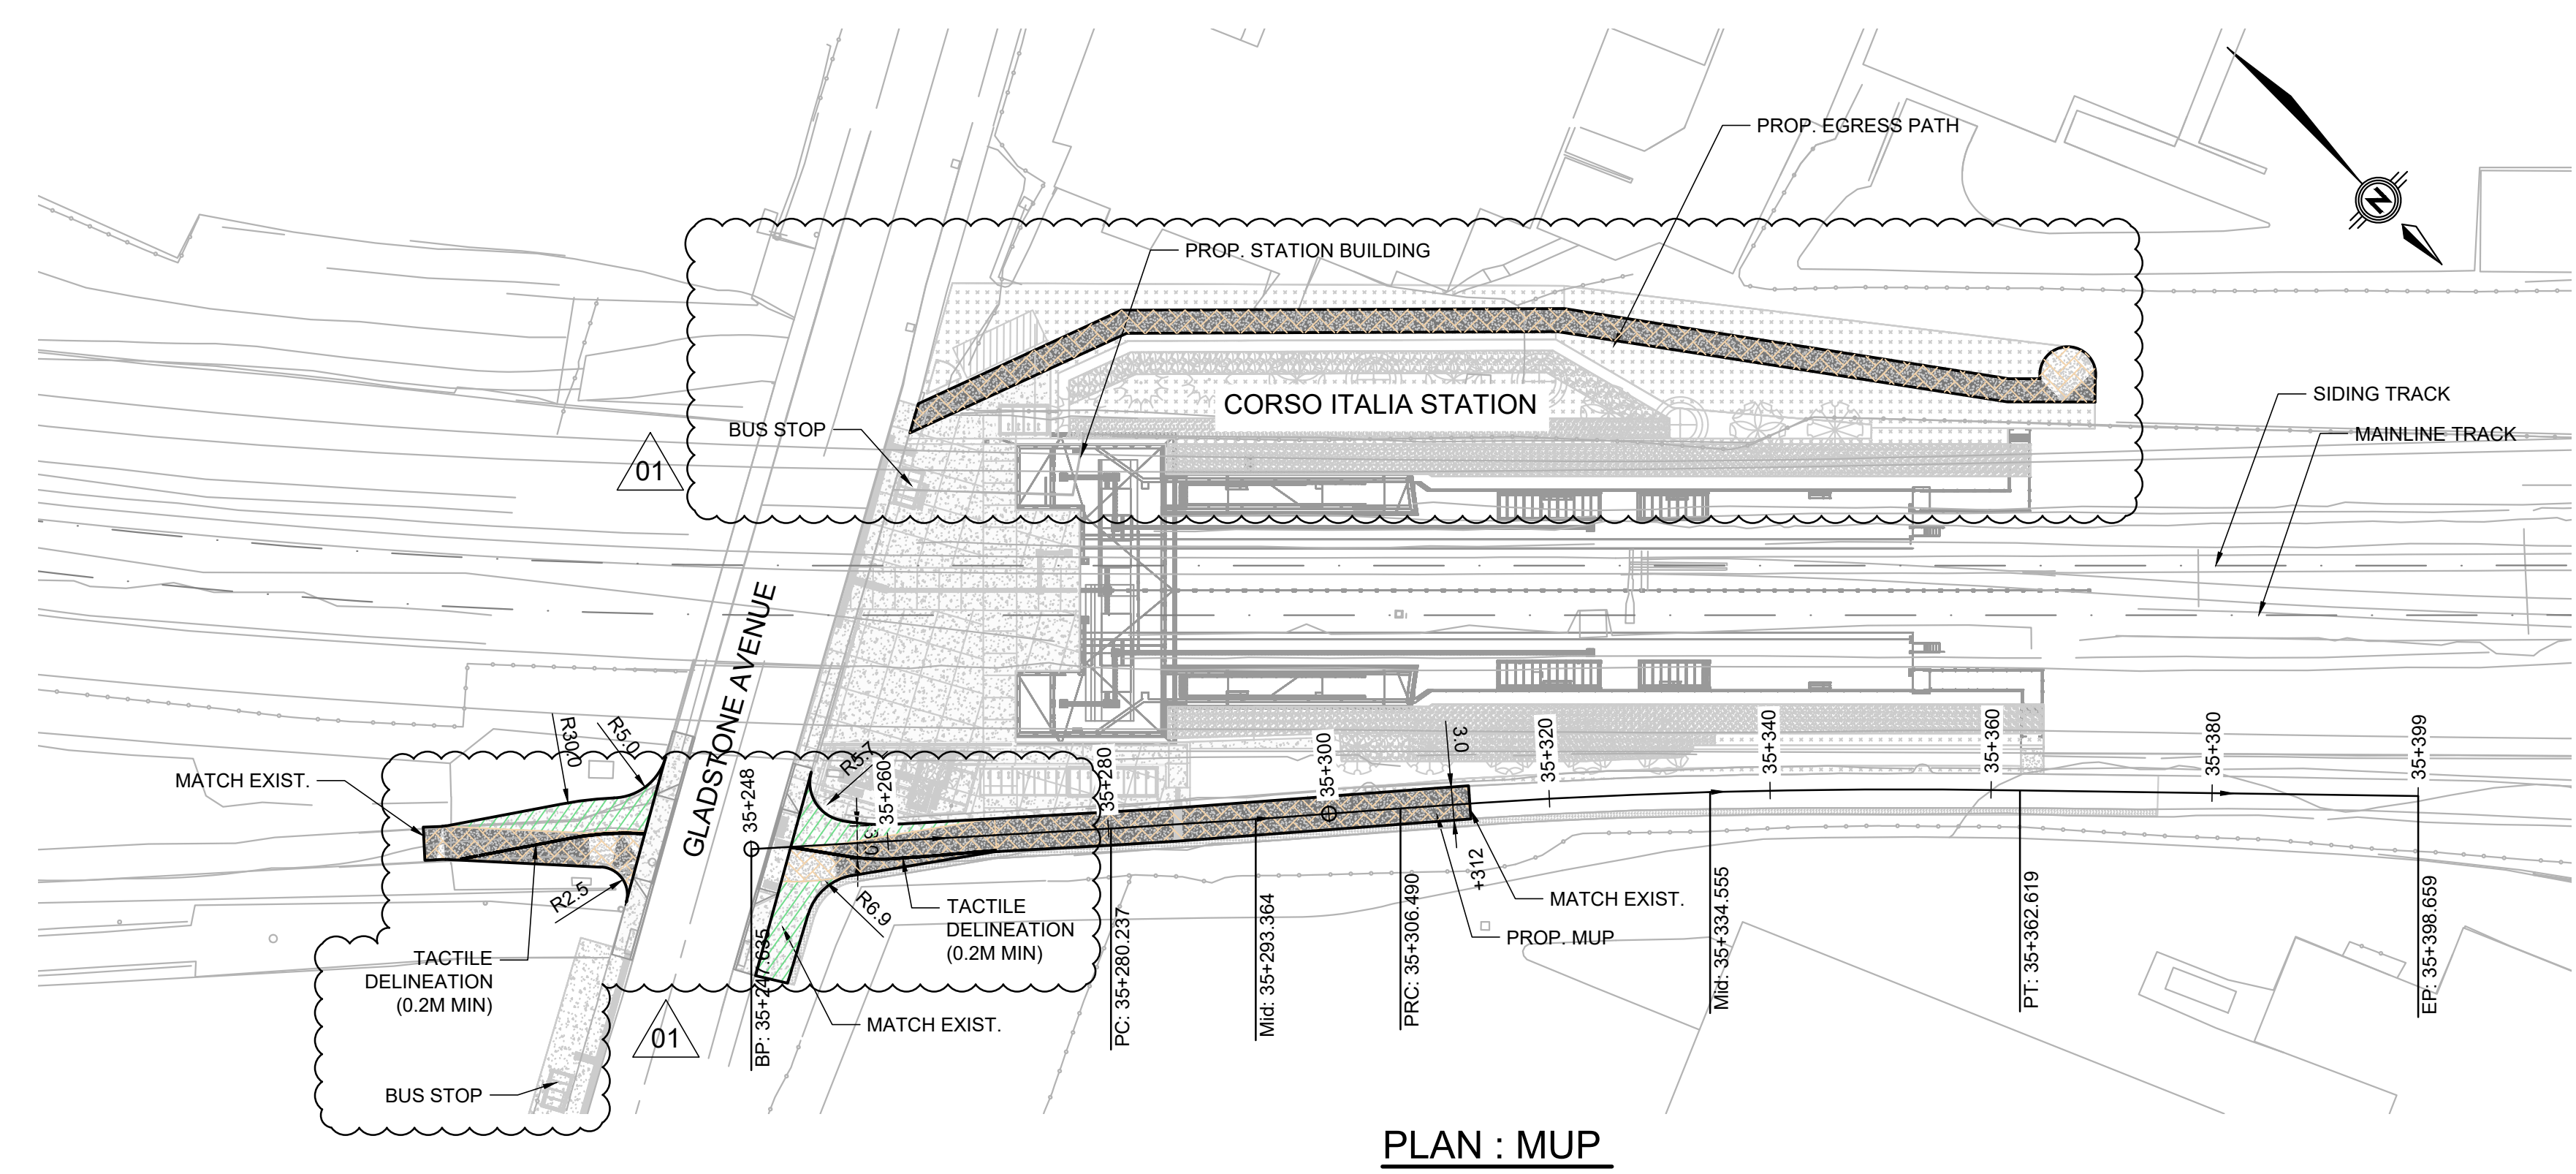 PROP. EGRESS PATH
N
PROP. STATION BUILDING
SIDING TRACK
CORSO ITALIA STATION
BUS STOP
MAINLINE TRACK
01
GLADSTONE AVENUE
R30.0
R5.0
R5.7
MATCH EXIST.
35+248
35+260
35+280
35+300
3.0
35+320
35+340
35+360
35+380
35+399
3.0
R2.5
R6.9
+312
TACTILE
DELINEATION
(0.2M MIN)
MATCH EXIST.
PROP. MUP
TACTILE
DELINEATION
(0.2M MIN)
MATCH EXIST.
01
BUS STOP
BP: 35+247.635
PC: 35+280.237
Mid: 35+293.364
PRC: 35+306.490
Mid: 35+334.555
PT: 35+362.619
EP: 35+398.659
PLAN : MUP